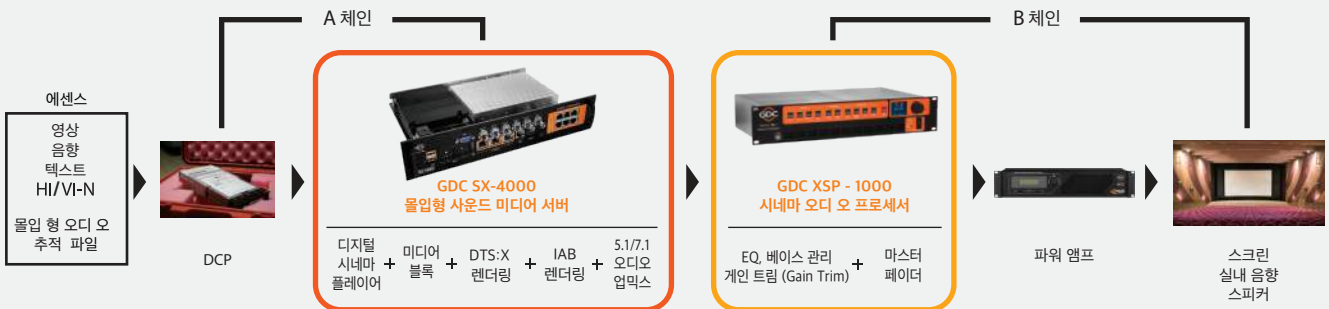 A 체인
B 체인
에센스
영상
음향
텍스트
HI/VI-N
몰입 형 오디 오
추적 파일
DCP
GDC SX-4000
몰입형 사운드 미디어 서버
디지털
시네마
플레이어
+
미디어
블록
+
DTS:X
렌더링
+
IAB
렌더링
+
5.1/7.1
오디오
업믹스
GDC
GDC XSP - 1000
시네마 오디 오 프로세서
EQ, 베이스 관리
게인 트림 (Gain Trim)
+
마스터
페이더
파워 앰프
스크린
실내 음향
스피커